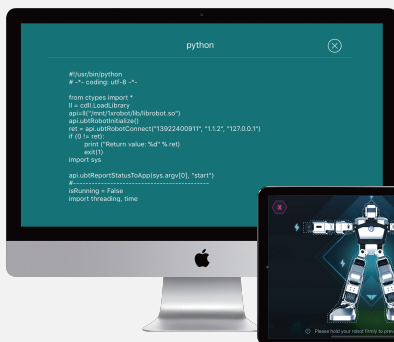 python
#!/usr/bin/python
# -*- coding: utf-8 -*-
from ctypes import *
ll = cdll.LoadLibrary
api=ll("/mnt/1xrobot/lib/librobot.so")
api.ubtRobotInitialize()
ret = api.ubtRobotConnect("13922400911", "1.1.2", "127.0.0.1")
if (0 != ret):
        print ("Return value: %d" % ret)
        exit(1)
import sys
api.ubtReportStatusToApp(sys.argv[0], "start")
#--------------------------------------------
isRunning = False
import threading, time
Please hold your robot firmly to